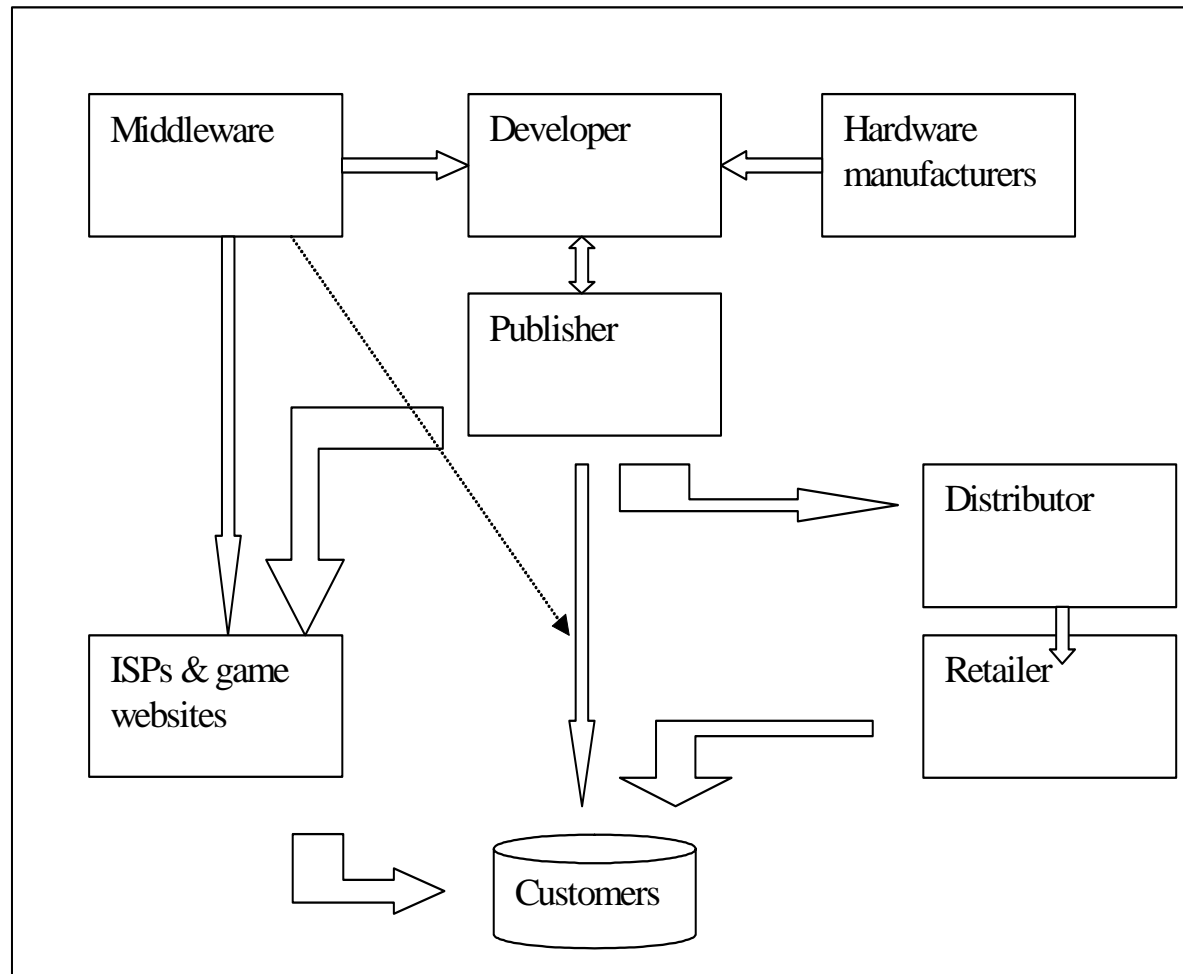 Middleware
Developer
Hardware
manufacturers
Publisher
Distributor
ISPs & game
websites
Retailer
Customers